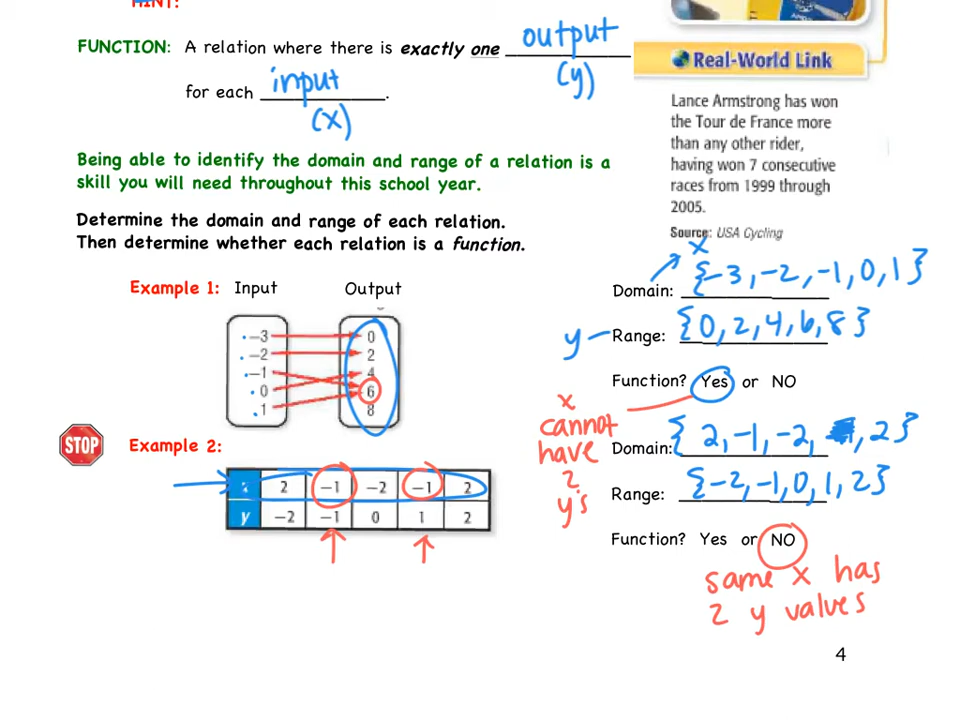 HINT:
FUNCTION: A relation where there is exactly one output
(y)
for each input.
(x)
Real-World Link
Lance Armstrong has won
the Tour de France more
than any other rider,
having won 7 consecutive
races from 1999 through
2005.
Source: USA Cycling
Being able to identify the domain and range of a relation is a
skill you will need throughout this school year.
Determine the domain and range of each relation.
Then determine whether each relation is a function.
Example 1: Input Output
-3 0
-2 2
-1 4
0 6
1 8
x
Domain: {-3, -2, -1, 0, 1}
y Range: {0, 2, 4, 6, 8}
Function? Yes or NO
x
cannot
have
2
y's
STOP
Example 2:
x 2 -1 -2 -1 2
y -2 -1 0 1 2
Domain: {2, -1, -2, , 2}
Range: {-2, -1, 0, 1, 2}
Function? Yes or NO
same x has
2 y values
4